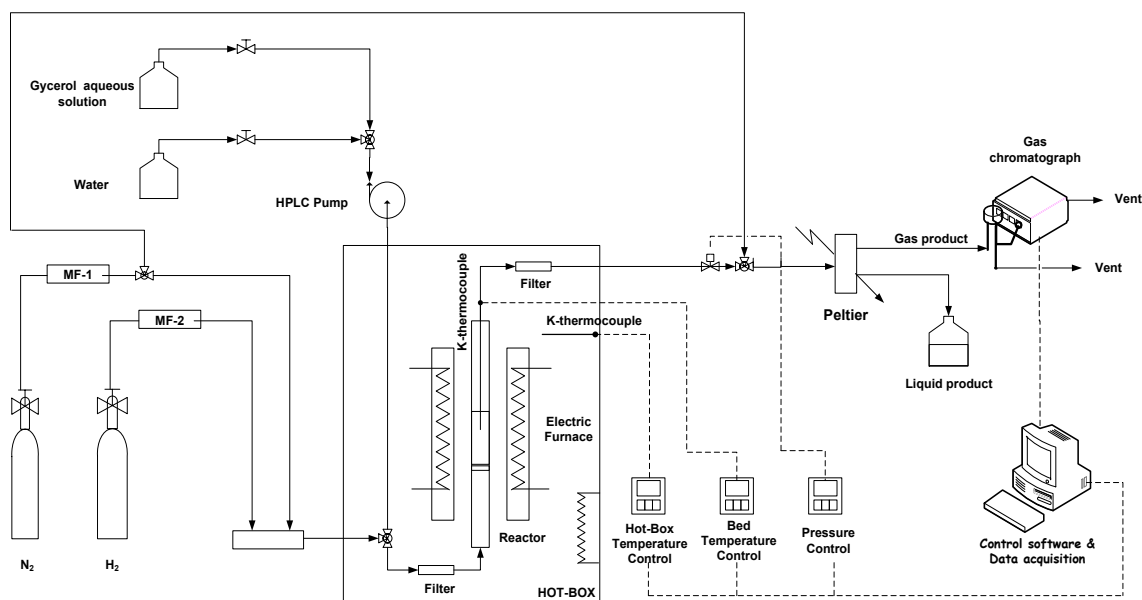 Gycerol aqueous
solution
Water
HPLC Pump
Gas
chromatograph
Vent
Gas product
Vent
MF-1
MF-2
Filter
K-thermocouple
K-thermocouple
Peltier
Liquid product
Electric
Furnace
Reactor
Hot-Box
Temperature
Control
Bed
Temperature
Control
Pressure
Control
Control software &
Data acquisition
N2
H2
Filter
HOT-BOX